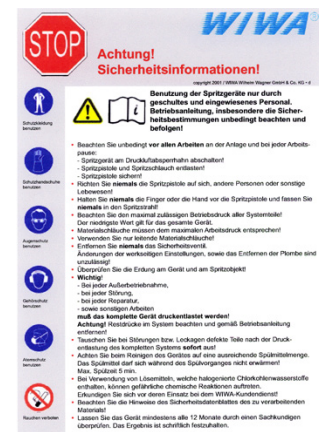 STOP
WIWA
Achtung!
Sicherheitsinformationen!
copyright 2001 / WIWA Wilhelm Wagner GmbH & Co. KG • d
Benutzung der Spritzgeräte nur durch
geschultes und eingewiesenes Personal.
Betriebsanleitung, insbesondere die Sicher-
heitsbestimmungen unbedingt beachten und
befolgen!
Schutzkleidung
benutzen
Schutzhandschuhe
benutzen
Augenschutz
benutzen
Gehörschutz
benutzen
Atemschutz
benutzen
Rauchen verboten
• Beachten Sie unbedingt vor allen Arbeiten an der Anlage und bei jeder Arbeits-
pause:
- Spritzgerät am Druckluftabsperrhahn abschalten!
- Spritzpistole und Spritzschlauch entlasten!
- Spritzpistole sichern!
• Richten Sie niemals die Spritzpistole auf sich, andere Personen oder sonstige
Lebewesen!
• Halten Sie niemals die Finger oder die Hand vor die Spritzpistole und fassen Sie
niemals in den Spritzstrahl!
• Beachten Sie den maximal zulässigen Betriebsdruck aller Systemteile!
Der niedrigste Wert gilt für das gesamte Gerät.
• Materialschläuche müssen dem maximalen Arbeitsdruck entsprechen!
• Verwenden Sie nur leitende Materialschläuche!
• Entfernen Sie niemals das Sicherheitsventil.
Änderungen der werkseitigen Einstellungen, sowie das Entfernen der Plombe sind
unzulässig!
• Überprüfen Sie die Erdung am Gerät und am Spritzobjekt!
• Wichtig!
- Bei jeder Außerbetriebnahme,
- bei jeder Störung,
- bei jeder Reparatur,
- sowie sonstigen Arbeiten
muß das komplette Gerät druckentlastet werden!
Achtung! Restdrücke im System beachten und gemäß Betriebsanleitung
entfernen!
• Tauschen Sie bei Störungen bzw. Leckagen defekte Teile nach der Druck-
entlastung des kompletten Systems sofort aus!
• Achten Sie beim Reinigen des Gerätes auf eine ausreichende Spülmittelmenge.
Das Spülmittel darf sich während des Spülvorganges nicht erwärmen!
Max. Spülzeit 5 min.
• Bei Verwendung von Lösemitteln, welche halogenierte Chlorkohlenwasserstoffe
enthalten, können gefährliche chemische Reaktionen auftreten.
Erkundigen Sie sich vor deren Einsatz bei dem WIWA-Kundendienst!
• Beachten Sie die Hinweise des Sicherheitsdatenblattes des zu verarbeitenden
Materials!
• Lassen Sie das Gerät mindestens alle 12 Monate durch einen Sachkundigen
überprüfen. Das Ergebnis ist schriftlich festzuhalten.